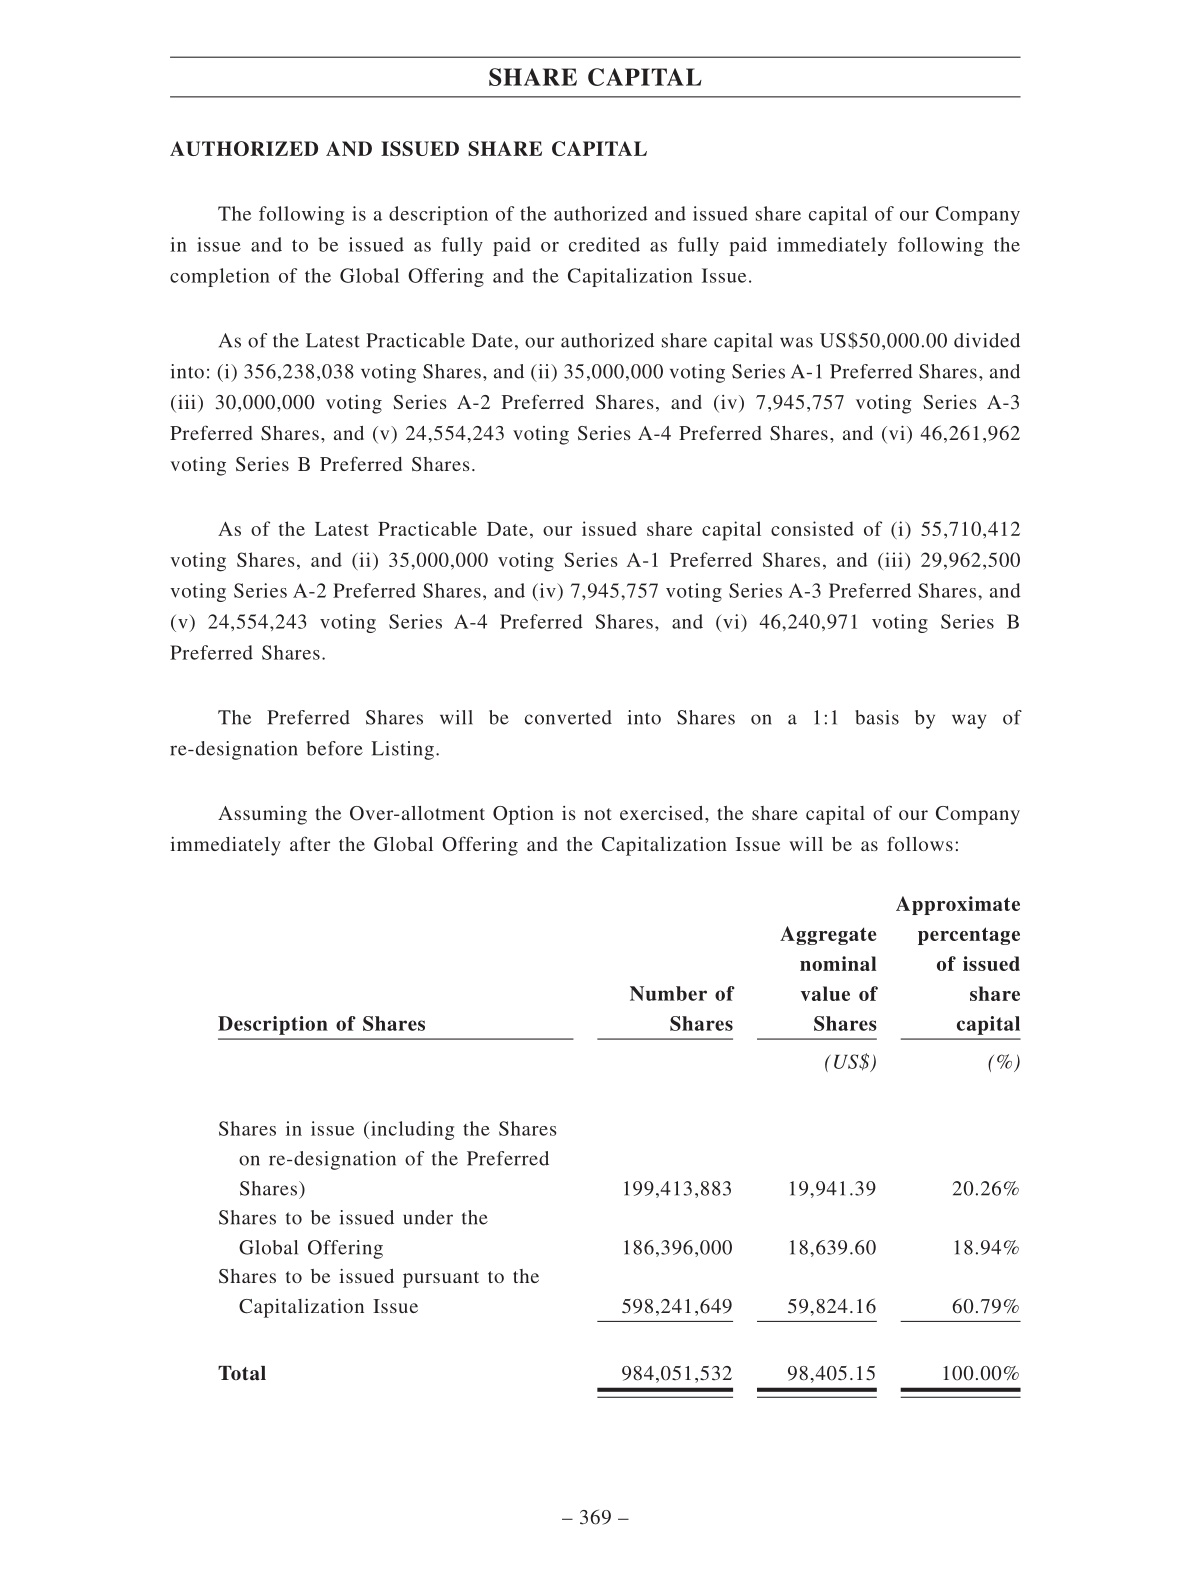 SHARE CAPITAL
AUTHORIZED AND ISSUED SHARE CAPITAL
The following is a description of the authorized and issued share capital of our Company
in issue and to be issued as fully paid or credited as fully paid immediately following the
completion of the Global Offering and the Capitalization Issue.
As of the Latest Practicable Date, our authorized share capital was US$50,000.00 divided
into: (i) 356,238,038 voting Shares, and (ii) 35,000,000 voting Series A-1 Preferred Shares, and
(iii) 30,000,000 voting Series A-2 Preferred Shares, and (iv) 7,945,757 voting Series A-3
Preferred Shares, and (v) 24,554,243 voting Series A-4 Preferred Shares, and (vi) 46,261,962
voting Series B Preferred Shares.
As of the Latest Practicable Date, our issued share capital consisted of (i) 55,710,412
voting Shares, and (ii) 35,000,000 voting Series A-1 Preferred Shares, and (iii) 29,962,500
voting Series A-2 Preferred Shares, and (iv) 7,945,757 voting Series A-3 Preferred Shares, and
(v) 24,554,243 voting Series A-4 Preferred Shares, and (vi) 46,240,971 voting Series B
Preferred Shares.
The Preferred Shares will be converted into Shares on a 1:1 basis by way of
re-designation before Listing.
Assuming the Over-allotment Option is not exercised, the share capital of our Company
immediately after the Global Offering and the Capitalization Issue will be as follows:
Approximate
Aggregate percentage
nominal of issued
Number of value of share
Description of Shares Shares Shares capital
(US$) (%)
Shares in issue (including the Shares
on re-designation of the Preferred
Shares) 199,413,883 19,941.39 20.26%
Shares to be issued under the
Global Offering 186,396,000 18,639.60 18.94%
Shares to be issued pursuant to the
Capitalization Issue 598,241,649 59,824.16 60.79%
Total 984,051,532 98,405.15 100.00%
– 369 –